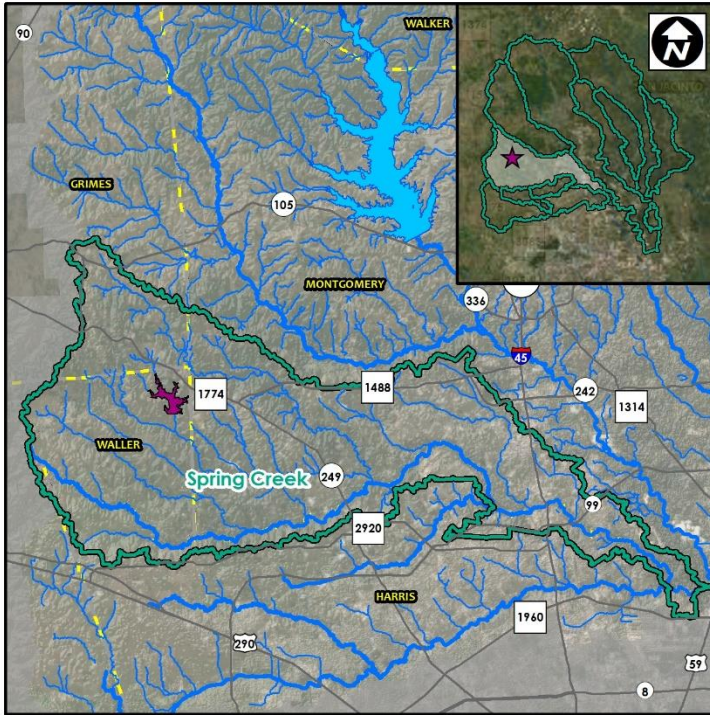 90
WALKER
N
GRIMES
105
MONTGOMERY
336
45
1774
1488
242
1314
WALLER
Spring Creek
249
99
2920
HARRIS
1960
290
59
8